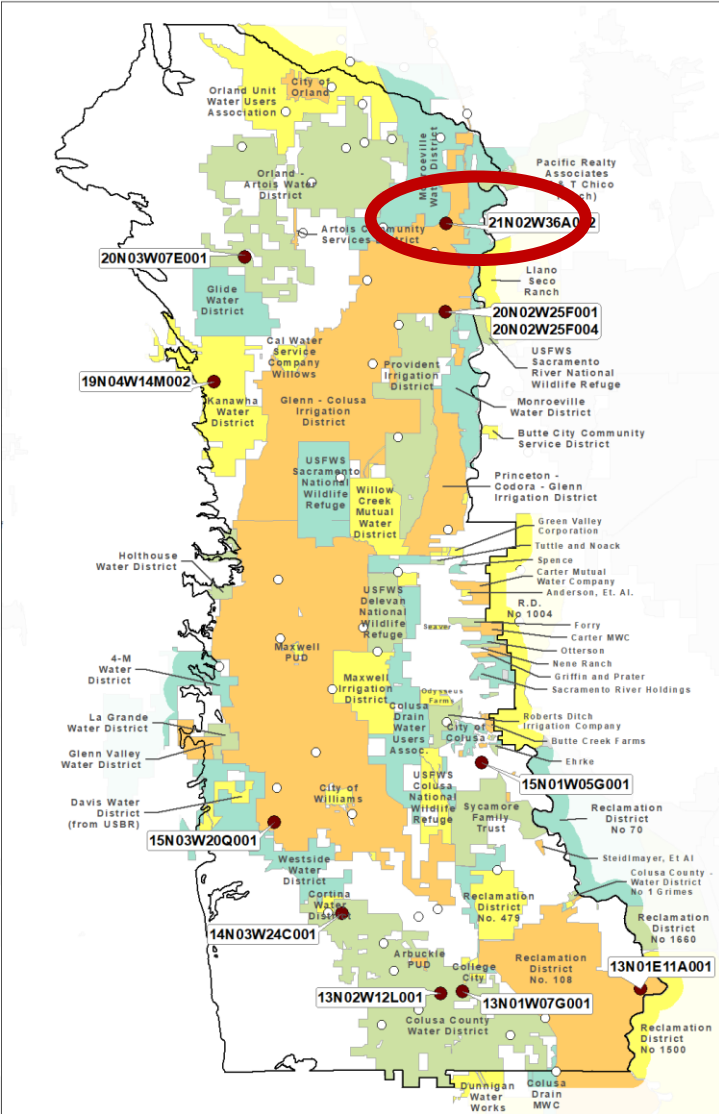 City of
Orland
Orland Unit
Water Users
Association
Monroeville
Water District
Pacific Realty
Associates
& T Chico
ch)
Orland -
Artois Water
District
Artois Community
Services District
21N02W36A
2
20N03W07E001
Llano
Seco
Ranch
Glide
Water
District
20N02W25F001
20N02W25F004
Cal Water
Service
Company
Willows
USFWS
Sacramento
River National
Wildlife Refuge
Provident
Irrigation
District
19N04W14M002
Kanawha
Water
District
Glenn - Colusa
Irrigation
District
Monroeville
Water District
Butte City Community
Service District
USFWS
Sacramento
National
Wildlife
Refuge
Willow
Creek
Mutual
Water
District
Princeton -
Codora - Glenn
Irrigation District
Green Valley
Corporation
Tuttle and Noack
Holthouse
Water District
Spence
Carter Mutual
Water Company
Anderson, Et. Al.
USFWS
Delevan
National
Wildlife
Refuge
R.D.
No 1004
Seaver
Forry
Carter MWC
Otterson
Nene Ranch
Griffin and Prater
Sacramento River Holdings
Maxwell
PUD
4-M
Water
District
Maxwell
Irrigation
District
Odysseus
Farms
Colusa
Drain
Water
Users
Assoc.
La Grande
Water District
Roberts Ditch
Irrigation Company
City of
Colusa
Butte Creek Farms
Glenn Valley
Water District
Ehrke
15N01W05G001
USFWS
Colusa
National
Wildlife
Refuge
City of
Williams
Davis Water
District
(from USBR)
Sycamore
Family
Trust
Reclamation
District
No 70
15N03W20Q001
Steidlmayer, Et Al
Westside
Water
District
Colusa County -
Water District
No 1 Grimes
Cortina
Water
District
Reclamation
District
No. 479
Reclamation
District
No 1660
14N03W24C001
Arbuckle
PUD
College
City
Reclamation
District
No. 108
13N01E11A001
13N02W12L001
13N01W07G001
Colusa County
Water District
Reclamation
District
No 1500
Dunnigan
Water
Works
Colusa
Drain
MWC